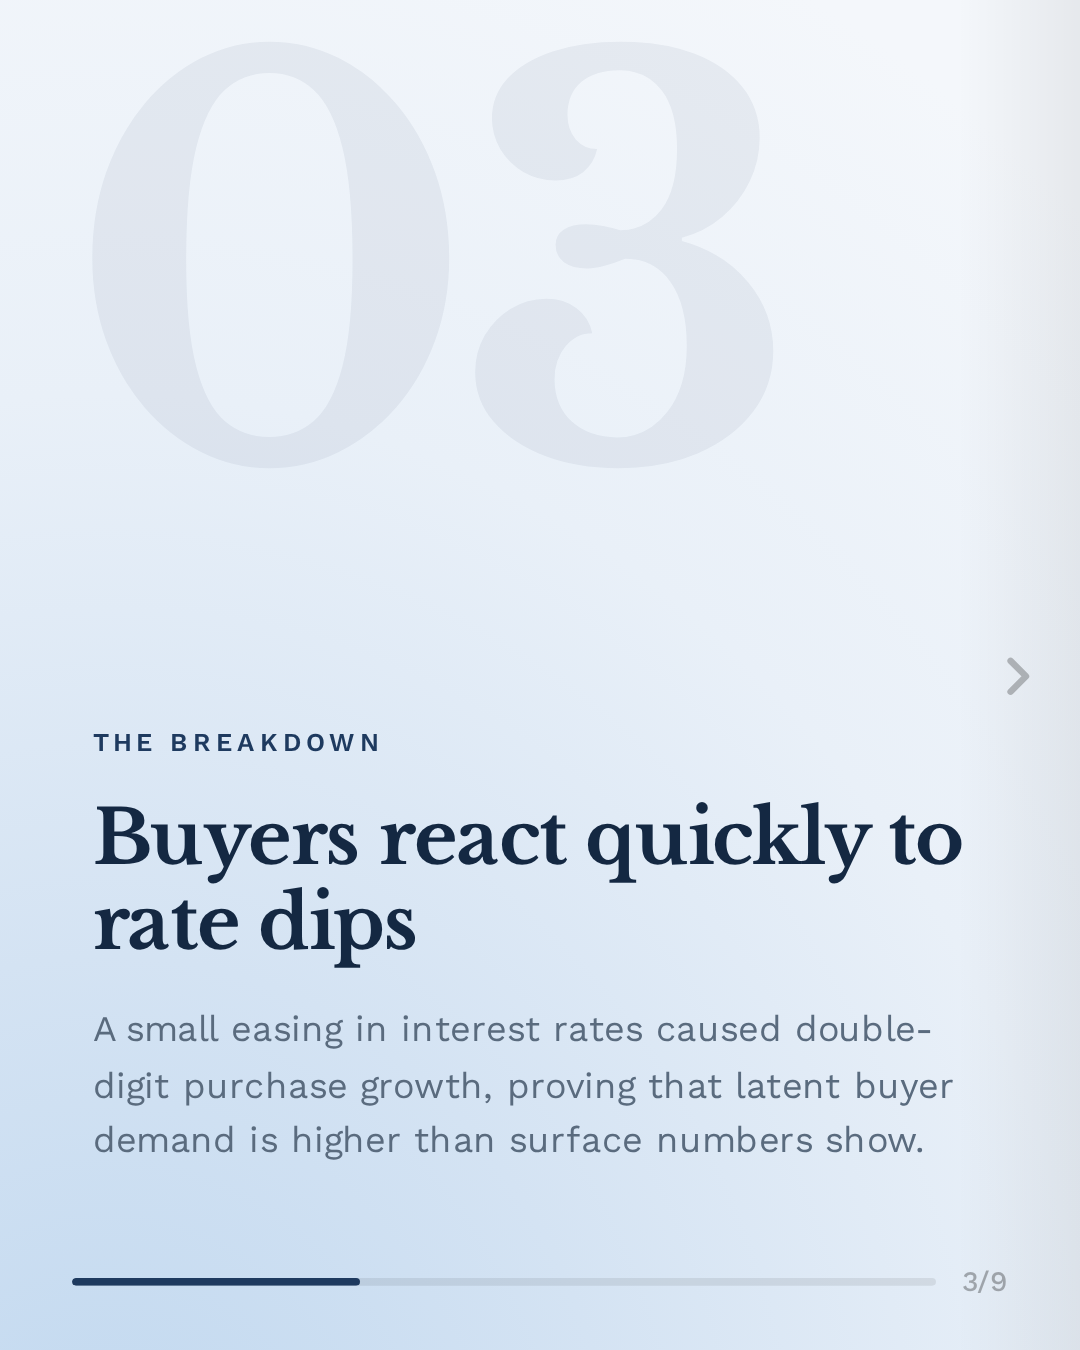 03
THE BREAKDOWN
Buyers react quickly to
rate dips
A small easing in interest rates caused double-
digit purchase growth, proving that latent buyer
demand is higher than surface numbers show.
3/9